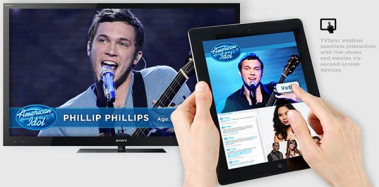 American
Idol
PHILLIP PHILLIPS Age
SONY
American
Idol
Vote
TVSync enables
seamless interaction
with live shows
and movies via
second-screen
devices